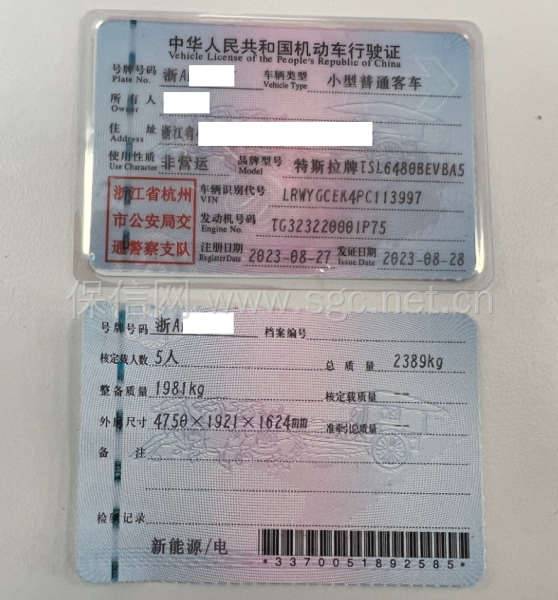 中华人民共和国机动车行驶证
Vehicle License of the People's Republic of China
号牌号码 浙A 车辆类型 小型普通客车
Plate No. Vehicle Type
所有人
Owner
住址 浙江省
Address
使用性质 非营运 品牌型号 特斯拉牌TSL6480BEVBA5
Use Character Model
浙江省杭州
市公安局交
通警察支队
车辆识别代号 LRWYGCEK4PC113997
VIN
发动机号码 TG323220001P75
Engine No.
注册日期 2023-08-27 发证日期 2023-08-28
Register Date Issue Date
保信网 www.sgc.net.cn
号牌号码 浙A 档案编号
核定载人数 5人 总质量 2389kg
整备质量 1981kg 核定载质量 --
外廓尺寸 4750×1921×1624mm 准牵引总质量 --
备注
检验记录
新能源/电
*3370051892585*